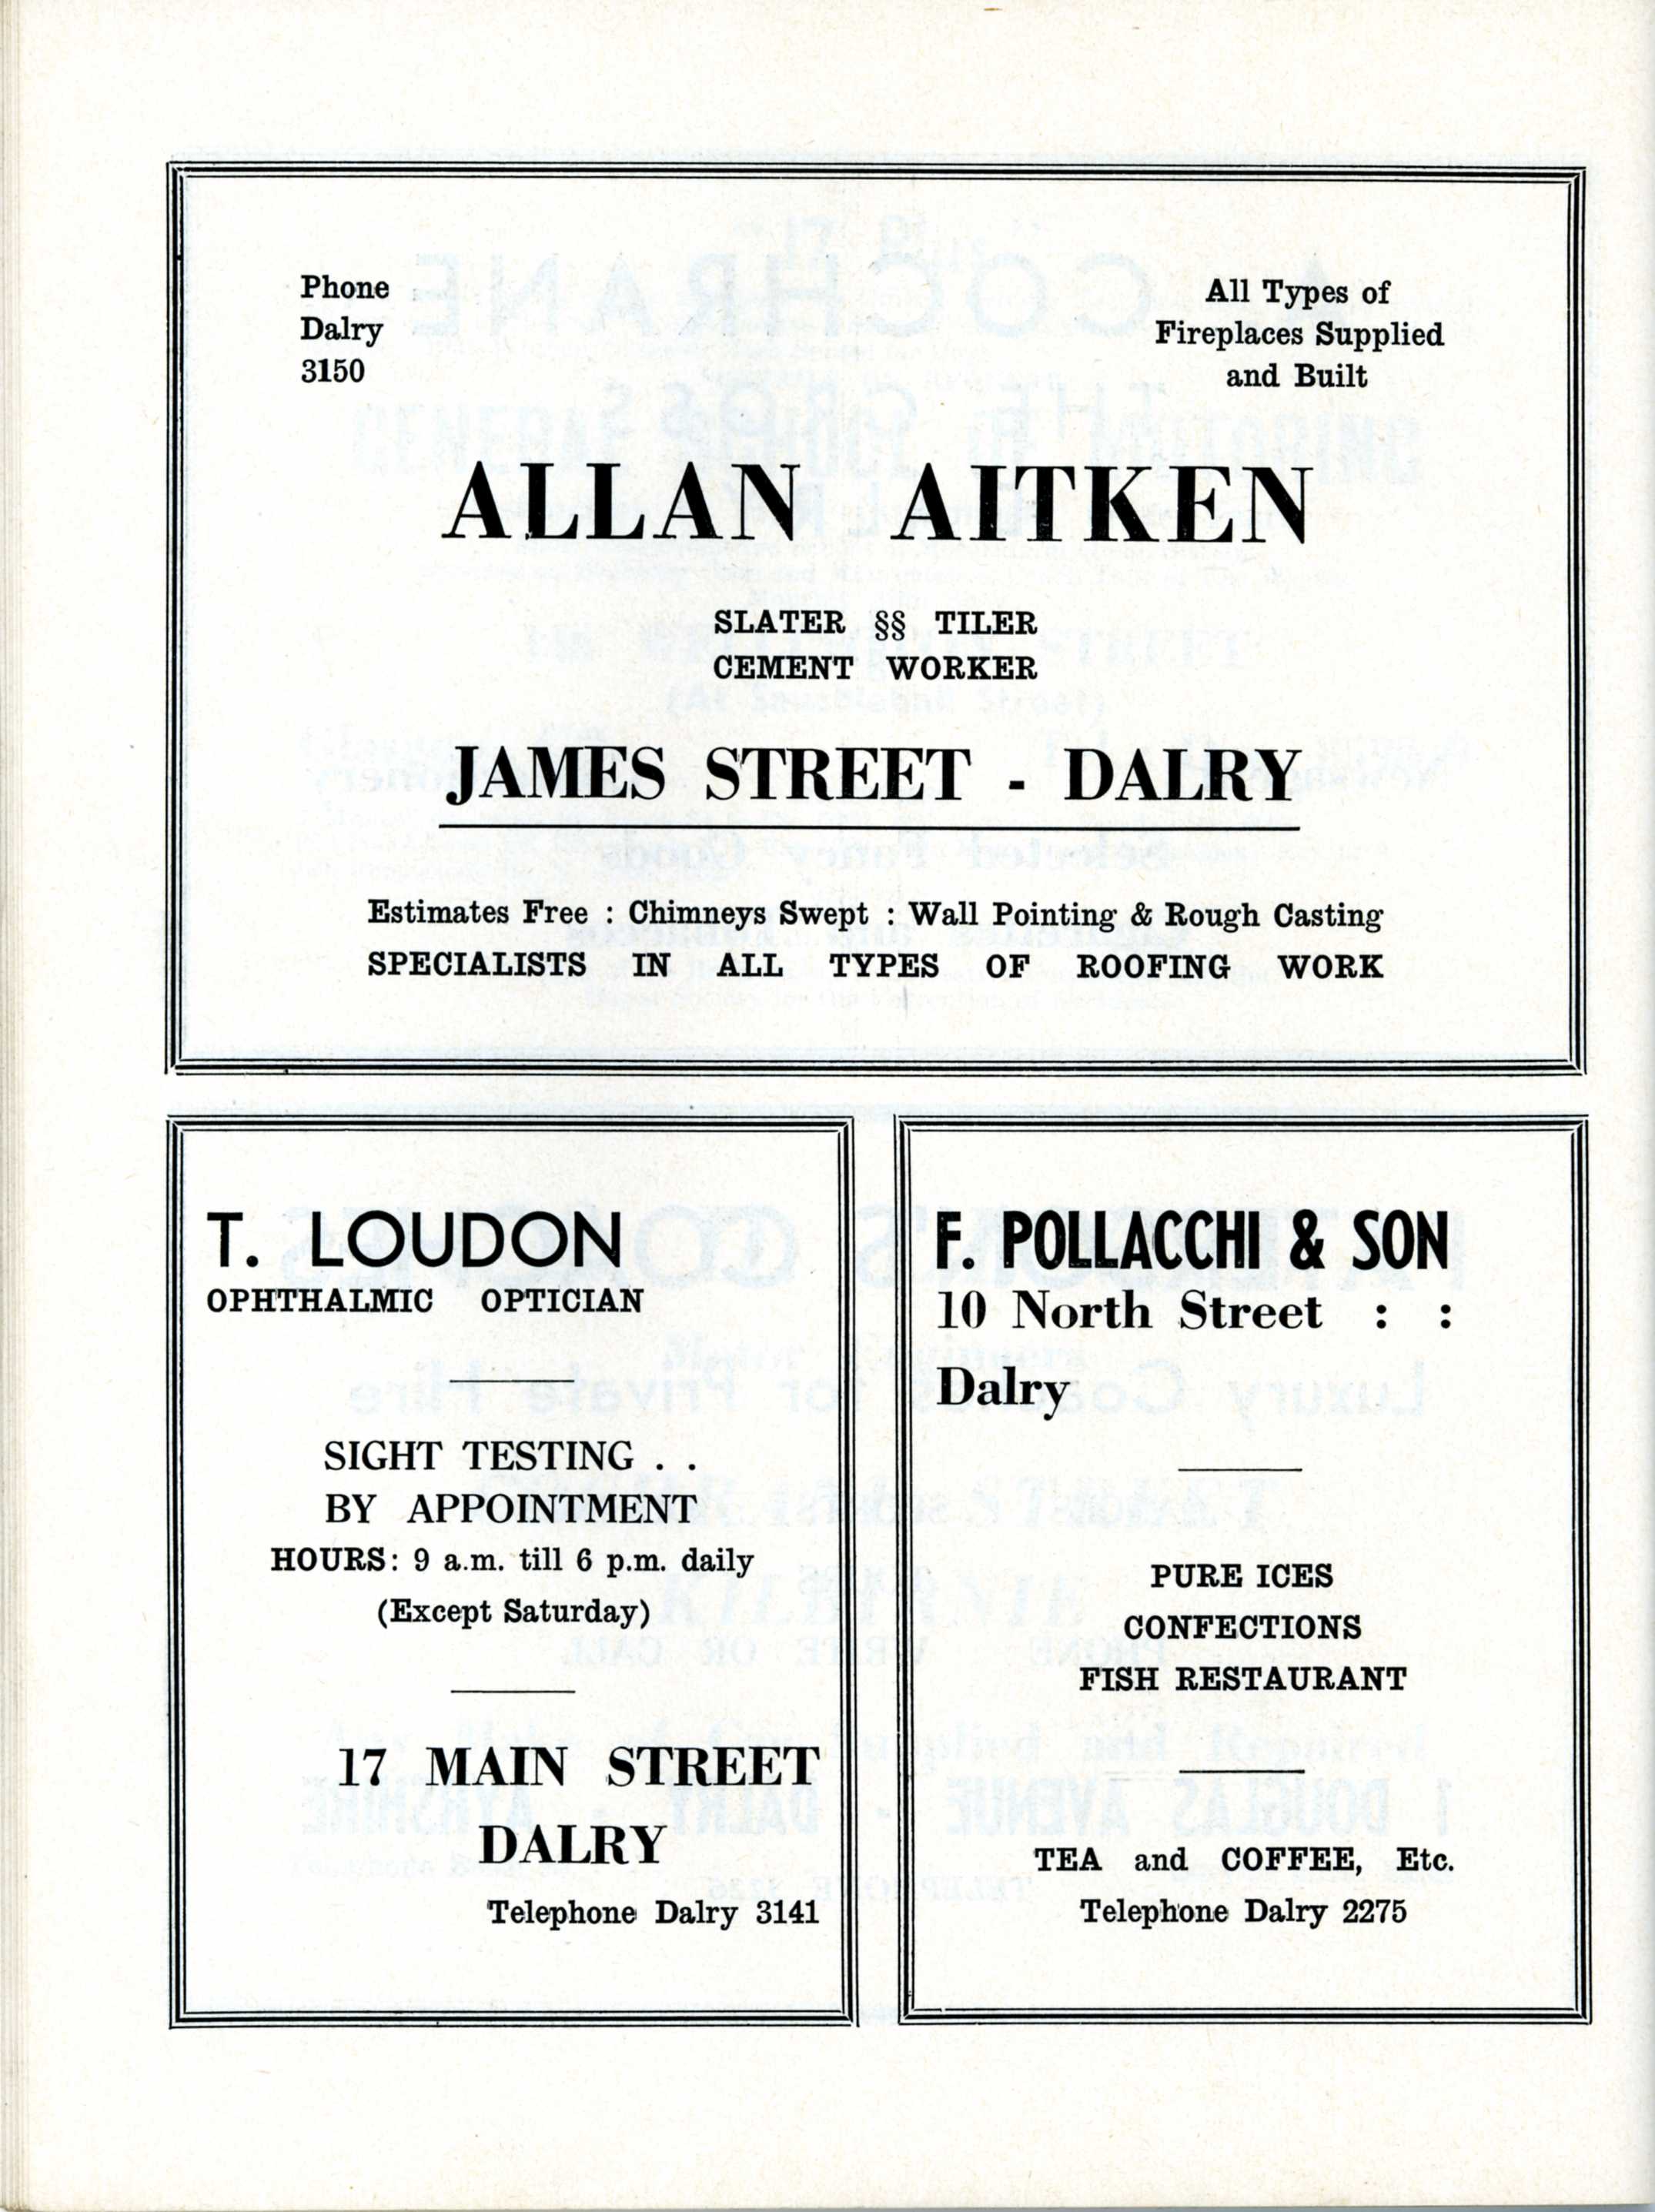 Phone
Dalry
3150
All Types of
Fireplaces Supplied
and Built
ALLAN AITKEN
SLATER §§ TILER
CEMENT WORKER
JAMES STREET - DALRY
Estimates Free : Chimneys Swept : Wall Pointing & Rough Casting
SPECIALISTS IN ALL TYPES OF ROOFING WORK
T. LOUDON
OPHTHALMIC OPTICIAN
SIGHT TESTING . .
BY APPOINTMENT
HOURS: 9 a.m. till 6 p.m. daily
(Except Saturday)
17 MAIN STREET
DALRY
Telephone Dalry 3141
F. POLLACCHI & SON
10 North Street : :
Dalry
PURE ICES
CONFECTIONS
FISH RESTAURANT
TEA and COFFEE, Etc.
Telephone Dalry 2275